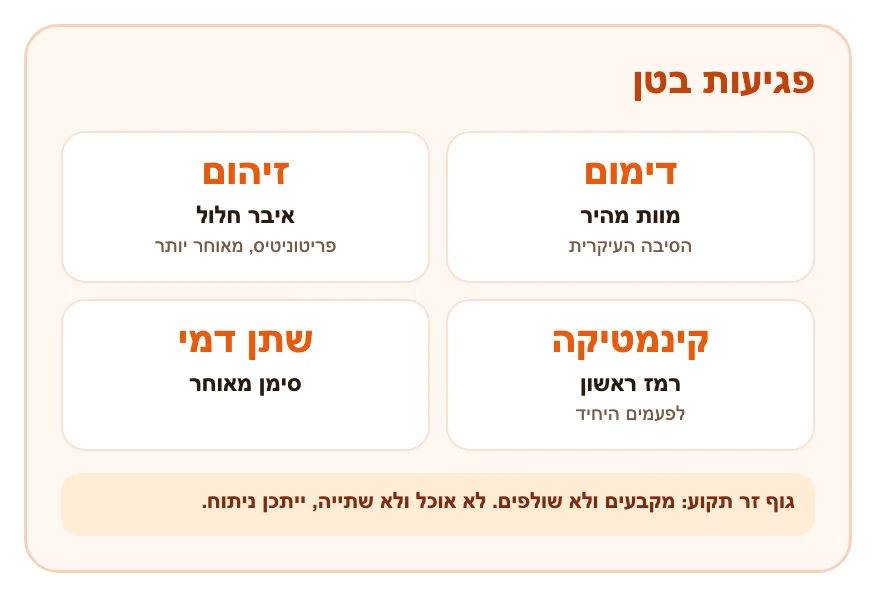 פגיעות בטן
דימום
מוות מהיר
הסיבה העיקרית
זיהום
איבר חלול
פריטוניטיס, מאוחר יותר
קינמטיקה
רמז ראשון
לפעמים היחיד
שתן דמי
סימן מאוחר
גוף זר תקוע: מקבעים ולא שולפים. לא אוכל ולא שתייה, ייתכן ניתוח.